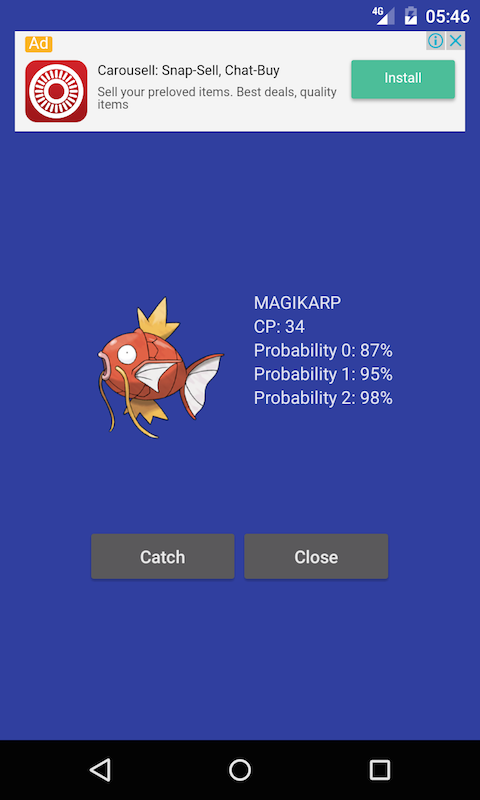 4G 05:46
Ad
Carousell: Snap-Sell, Chat-Buy
Sell your preloved items. Best deals, quality
items
Install
MAGIKARP
CP: 34
Probability 0: 87%
Probability 1: 95%
Probability 2: 98%
Catch Close